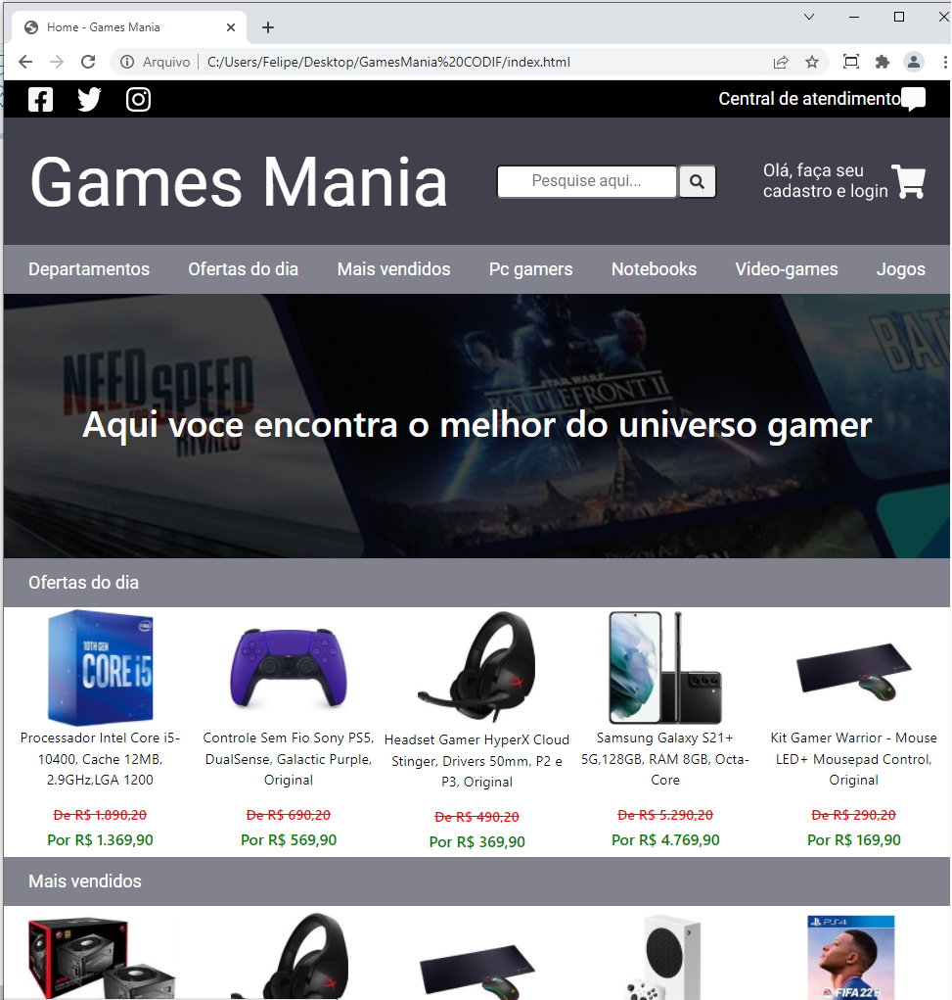 Home - Games Mania
Arquivo C:/Users/Felipe/Desktop/GamesMania%20CODIF/index.html
Central de atendimento
Games Mania
Pesquise aqui...
Olá, faça seu
cadastro e login
Departamentos Ofertas do dia Mais vendidos Pc gamers Notebooks Video-games Jogos
NEED FOR SPEED
RIVALS
STAR WARS
BATTLEFRONT II
Aqui voce encontra o melhor do universo gamer
Ofertas do dia
intel
10TH GEN
CORE i5
Processador Intel Core i5-
10400, Cache 12MB,
2.9GHz,LGA 1200
De R$ 1.890,20
Por R$ 1.369,90
Controle Sem Fio Sony PS5,
DualSense, Galactic Purple,
Original
De R$ 690,20
Por R$ 569,90
Headset Gamer HyperX Cloud
Stinger, Drivers 50mm, P2 e
P3, Original
De R$ 490,20
Por R$ 369,90
Samsung Galaxy S21+
5G,128GB, RAM 8GB, Octa-
Core
De R$ 5.290,20
Por R$ 4.769,90
Kit Gamer Warrior - Mouse
LED+ Mousepad Control,
Original
De R$ 290,20
Por R$ 169,90
Mais vendidos
PS4
FIFA 22